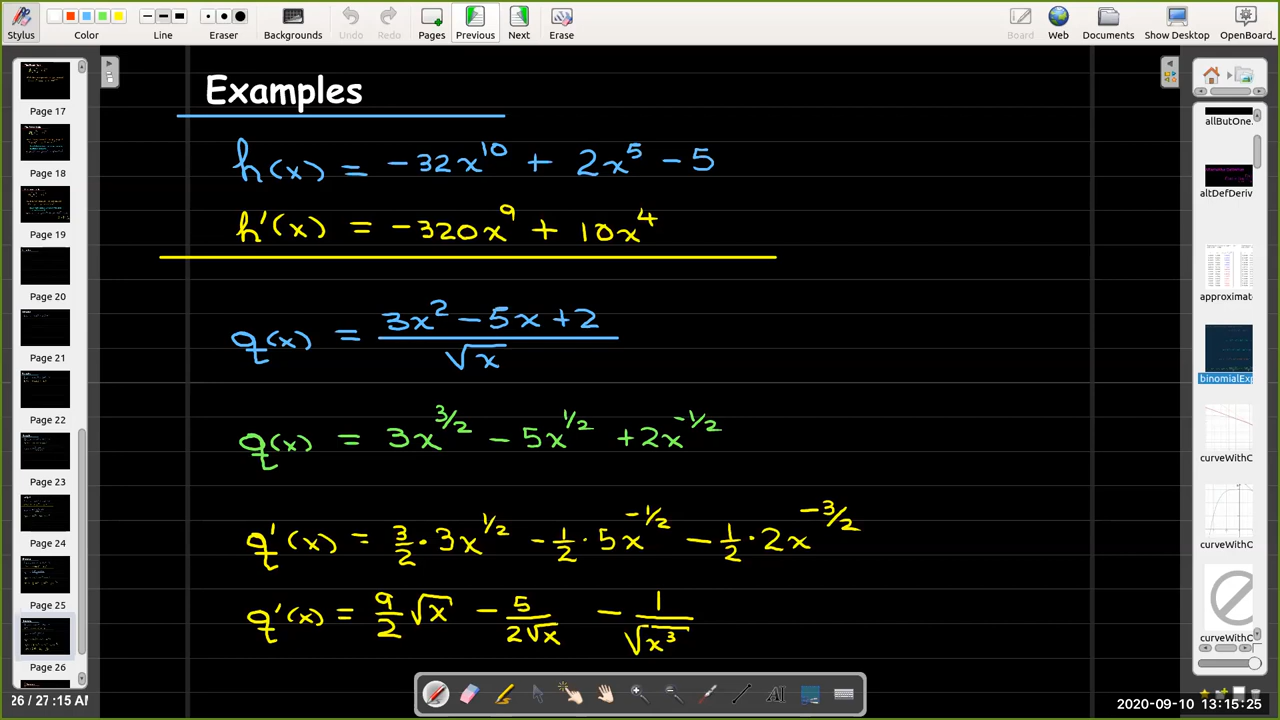 Stylus Color Line Eraser Backgrounds Undo Redo Pages Previous Next Erase Board Web Documents Show Desktop OpenBoard
Page 17
Page 18
Page 19
Page 20
Page 21
Page 22
Page 23
Page 24
Page 25
Page 26
26 / 27:15 AM
Examples
h(x) = -32x^10 + 2x^5 - 5
h'(x) = -320x^9 + 10x^4
q(x) = (3x^2 - 5x + 2)/√x
q(x) = 3x^(3/2) - 5x^(1/2) + 2x^(-1/2)
q'(x) = 3/2 · 3x^(1/2) - 1/2 · 5x^(-1/2) - 1/2 · 2x^(-3/2)
q'(x) = 9/2 √x - 5/(2√x) - 1/√(x^3)
allButOne.
altDefDeriv
approximat
binomialExp
curveWithC
curveWithC
curveWithC
2020-09-10 13:15:25